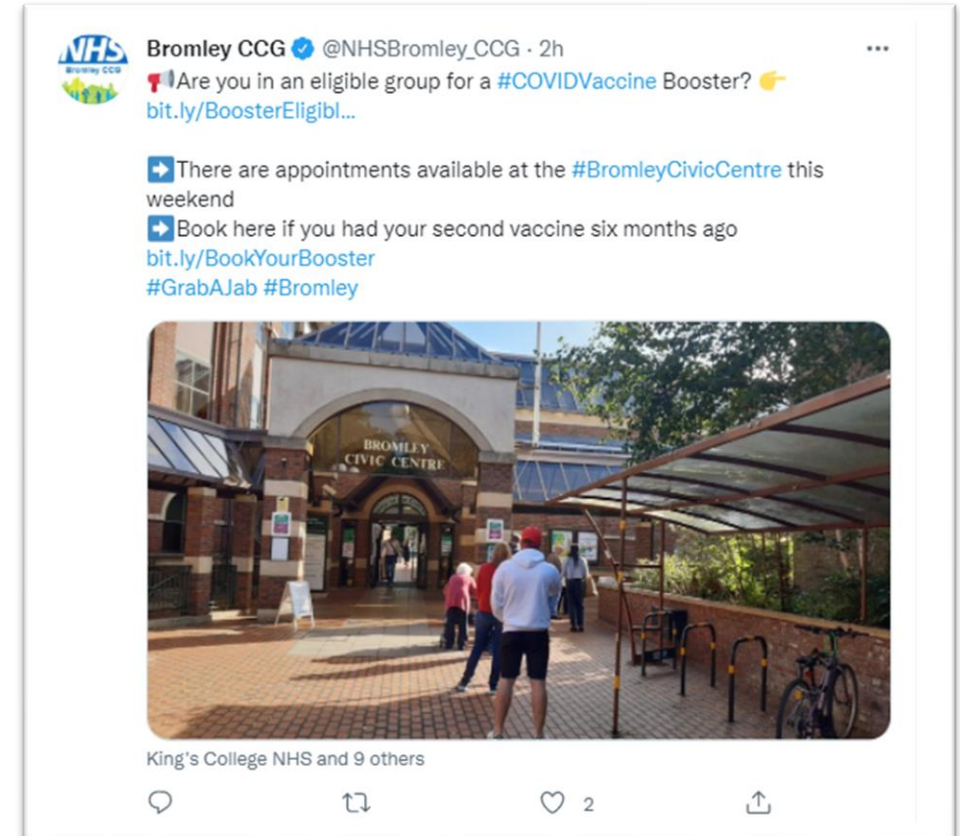 NHS
Bromley CCG
Bromley CCG @NHSBromley_CCG · 2h
Are you in an eligible group for a #COVIDVaccine Booster?
bit.ly/BoosterEligibl...
There are appointments available at the #BromleyCivicCentre this
weekend
Book here if you had your second vaccine six months ago
bit.ly/BookYourBooster
#GrabAJab #Bromley
BROMLEY
CIVIC CENTRE
King's College NHS and 9 others
2